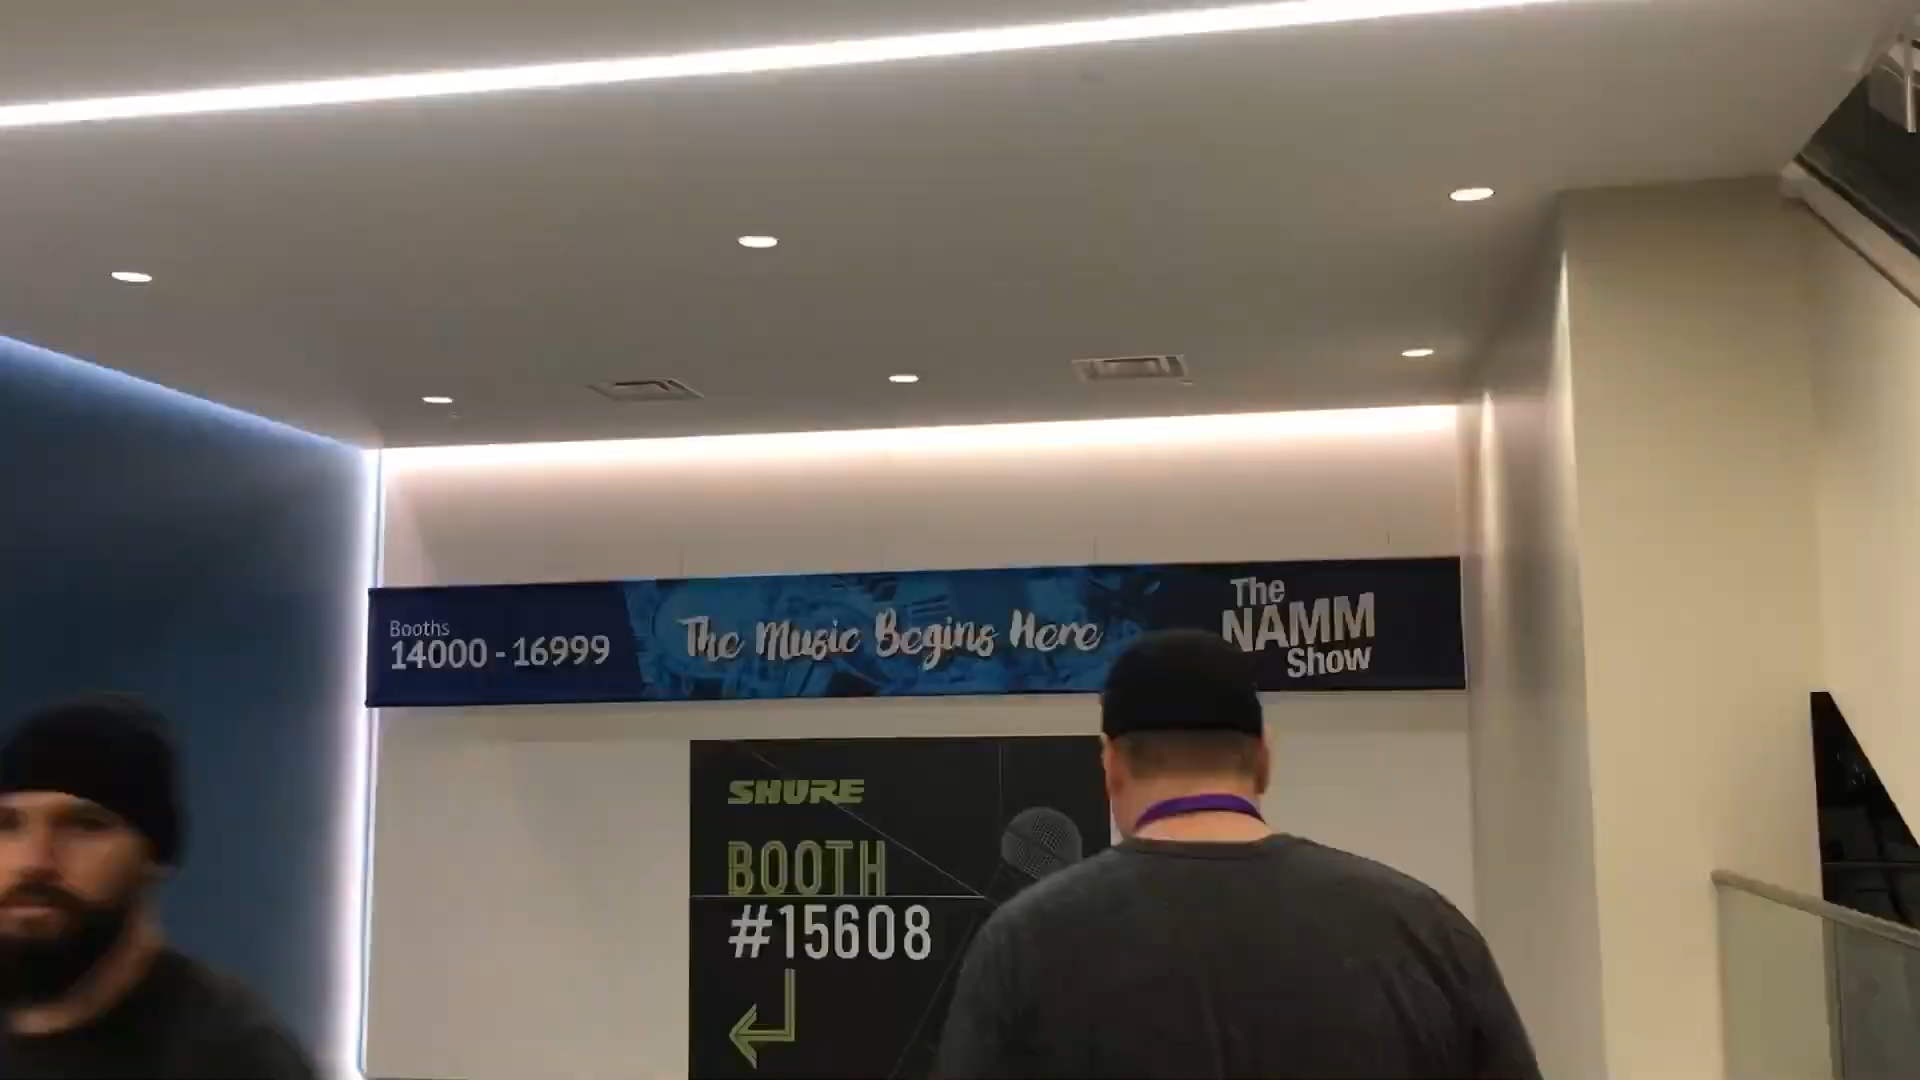 Booths
14000 - 16999
The Music Begins Here
The
NAMM
Show
SHURE
BOOTH
#15608